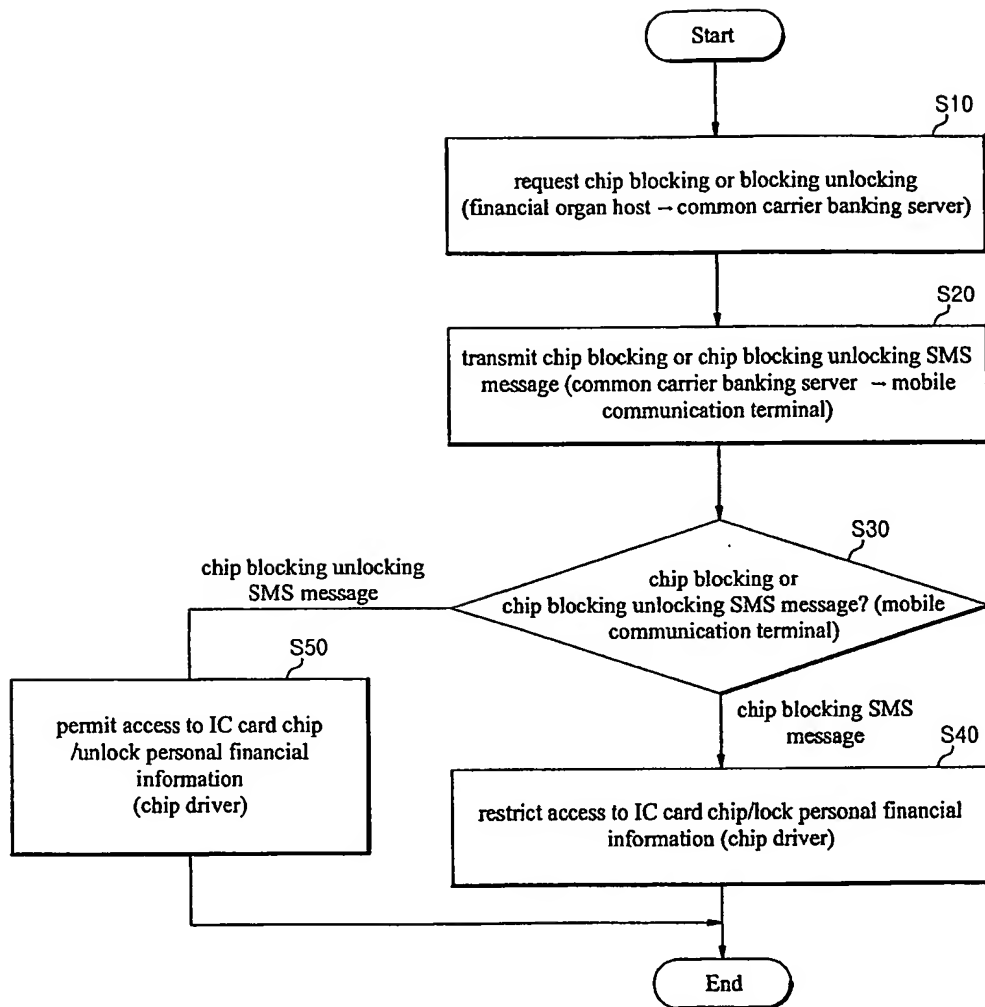 Start
S10
request chip blocking or blocking unlocking
(financial organ host → common carrier banking server)
S20
transmit chip blocking or chip blocking unlocking SMS
message (common carrier banking server → mobile
communication terminal)
S30
chip blocking or
chip blocking unlocking SMS message? (mobile
communication terminal)
chip blocking unlocking
SMS message
S50
permit access to IC card chip
/unlock personal financial
information
(chip driver)
chip blocking SMS
message
S40
restrict access to IC card chip/lock personal financial
information (chip driver)
End